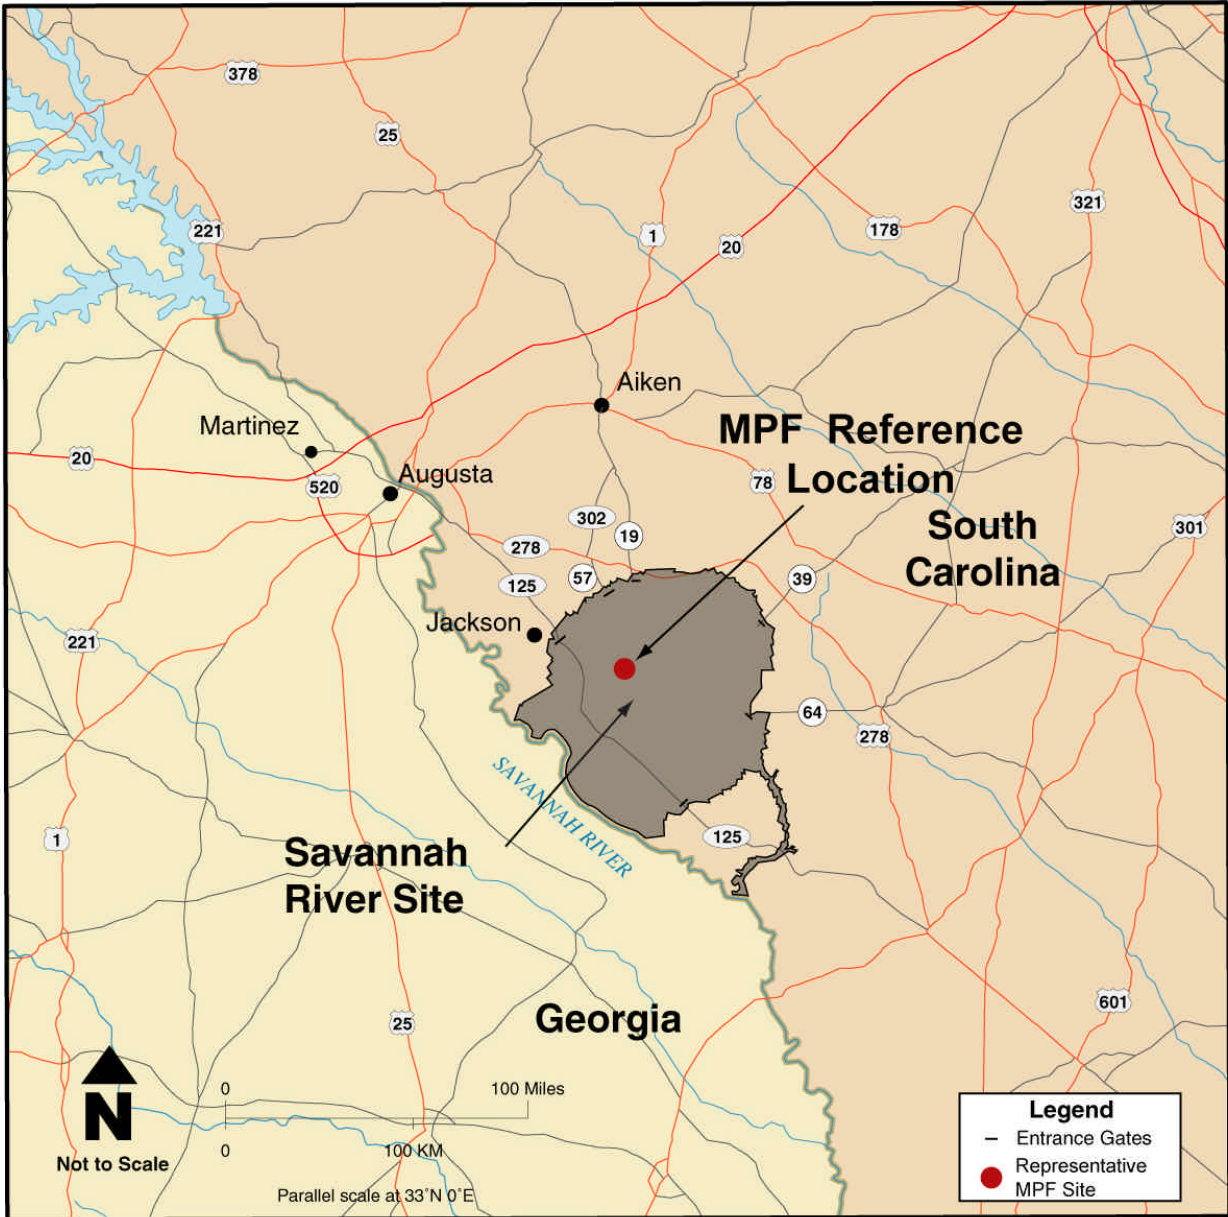 378
25
221
1
20
178
321
Aiken
Martinez
MPF Reference
Location
20
520
Augusta
78
South
Carolina
301
302
19
278
57
125
39
Jackson
221
64
278
SAVANNAH RIVER
1
125
Savannah
River Site
601
25
Georgia
N
Not to Scale
0
100 Miles
0
100 KM
Parallel scale at 33°N 0°E
Legend
Entrance Gates
Representative
MPF Site